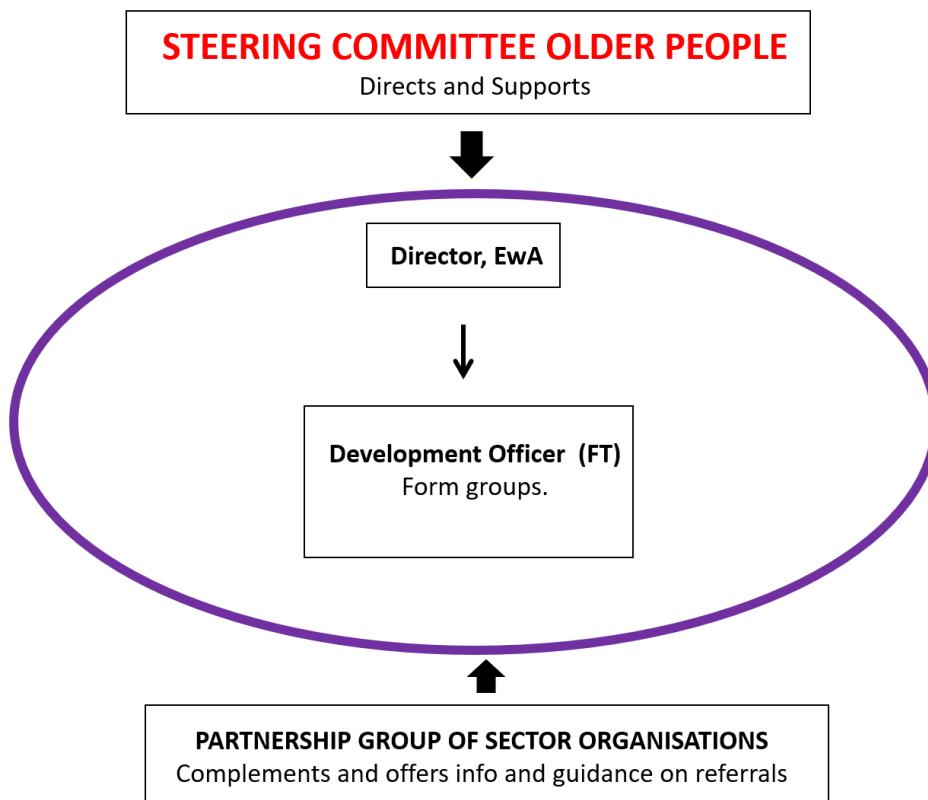 STEERING COMMITTEE OLDER PEOPLE
Directs and Supports
Director, EwA
Development Officer  (FT)
Form groups.
PARTNERSHIP GROUP OF SECTOR ORGANISATIONS
Complements and offers info and guidance on referrals